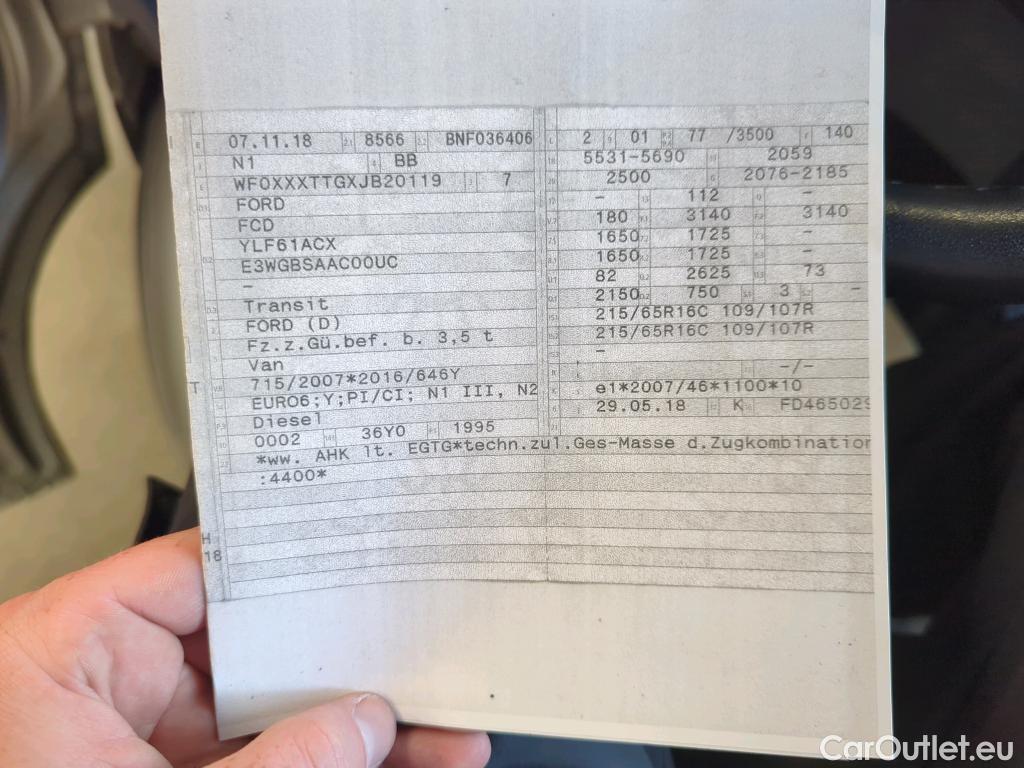 07.11.18 8566 BNF036406
N1 BB
WF0XXXTTGXJB20119 7
FORD
FCD
YLF61ACX
E3WGBSAAC00UC
-
Transit
FORD (D)
Fz.z.Gü.bef. b. 3,5 t
Van
715/2007*2016/646Y
EURO6;Y;PI/CI; N1 III, N2
Diesel
0002 36Y0 1995
*ww. AHK lt. EGTG*techn.zul.Ges-Masse d.Zugkombination
:4400*
2 01 77 /3500 140
5531-5690 2059
2500 2076-2185
- 112 -
180 3140 3140
1650 1725 -
1650 1725 -
82 2625 73
2150 750 3 -
215/65R16C 109/107R
215/65R16C 109/107R
-
-/-
e1*2007/46*1100*10
29.05.18 K FD46502
T
H
18
CarOutlet.eu